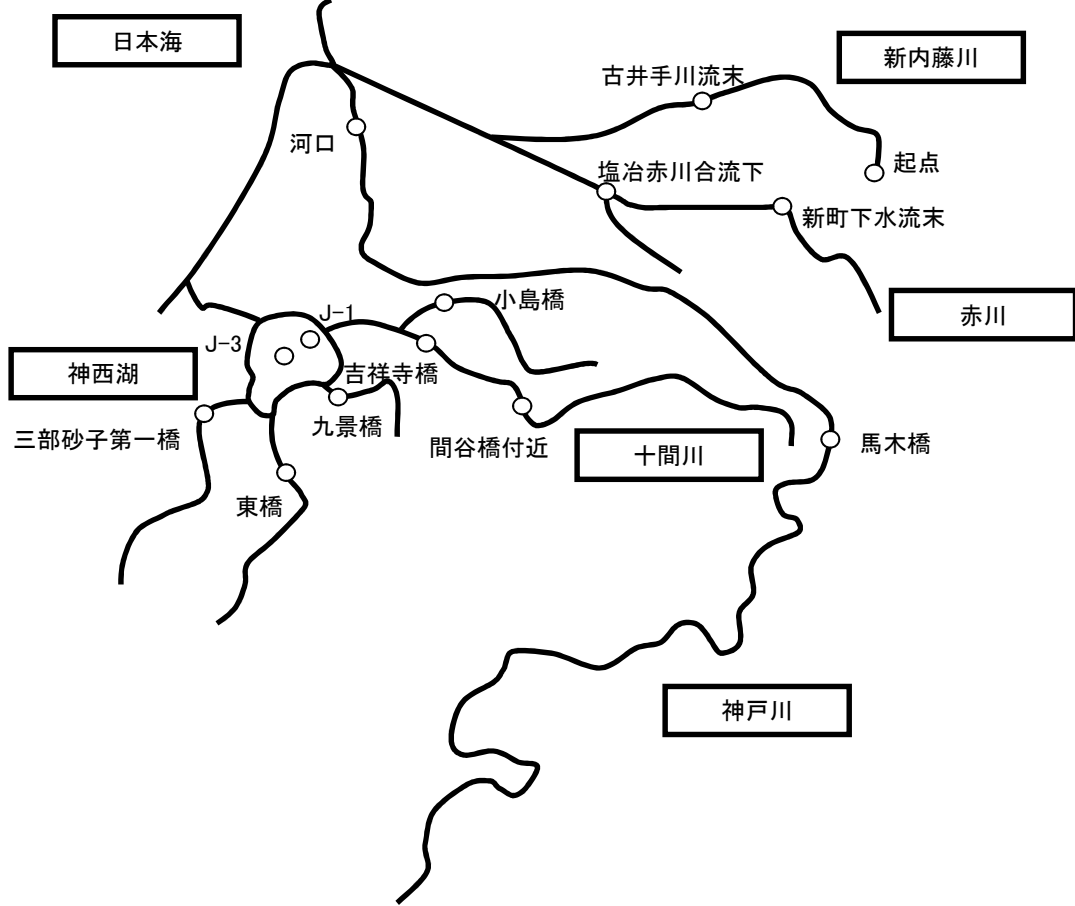 日本海
新内藤川
古井手川流末
河口
起点
塩冶赤川合流下
新町下水流末
小島橋
赤川
J-1
J-3
神西湖
吉祥寺橋
九景橋
三部砂子第一橋
間谷橋付近
十間川
馬木橋
東橋
神戸川